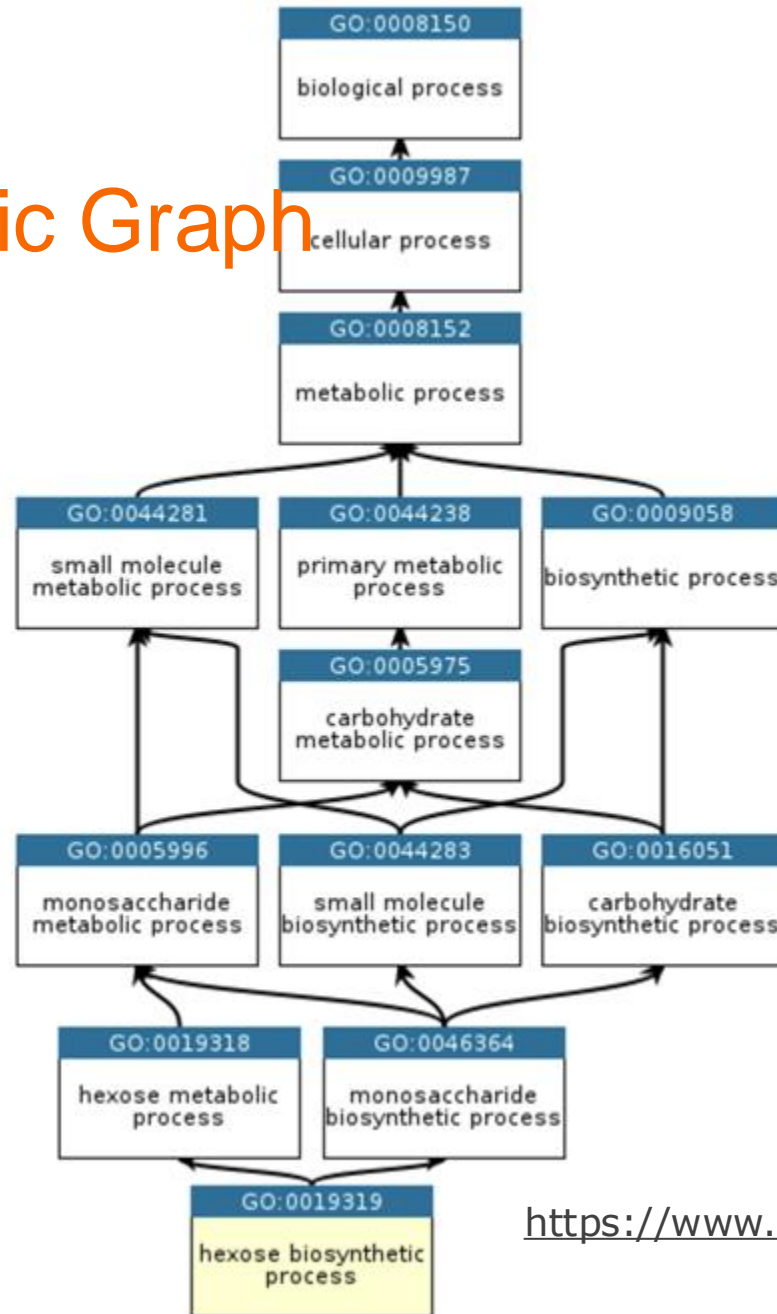 GO:0008150
biological process
GO:0009987
ic Graph
cellular process
GO:0008152
metabolic process
GO:0044281
small molecule
metabolic process
GO:0044238
primary metabolic
process
GO:0009058
biosynthetic process
GO:0005975
carbohydrate
metabolic process
GO:0005996
monosaccharide
metabolic process
GO:0044283
small molecule
biosynthetic process
GO:0016051
carbohydrate
biosynthetic process
GO:0019318
hexose metabolic
process
GO:0046364
monosaccharide
biosynthetic process
GO:0019319
hexose biosynthetic
process
https://www.